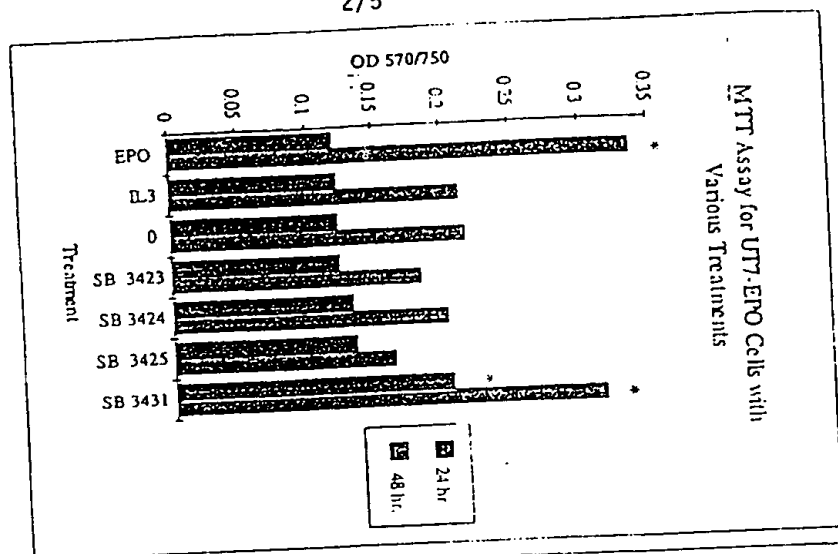 2/5
MTT Assay for UT7-EPO Cells with
Various Treatments
OD 570/750
0
0.05
0.1
0.15
0.2
0.25
0.3
0.35
EPO
IL3
0
SB 3423
SB 3424
SB 3425
SB 3431
Treatment
24 hr
48 hr.
*
*
*